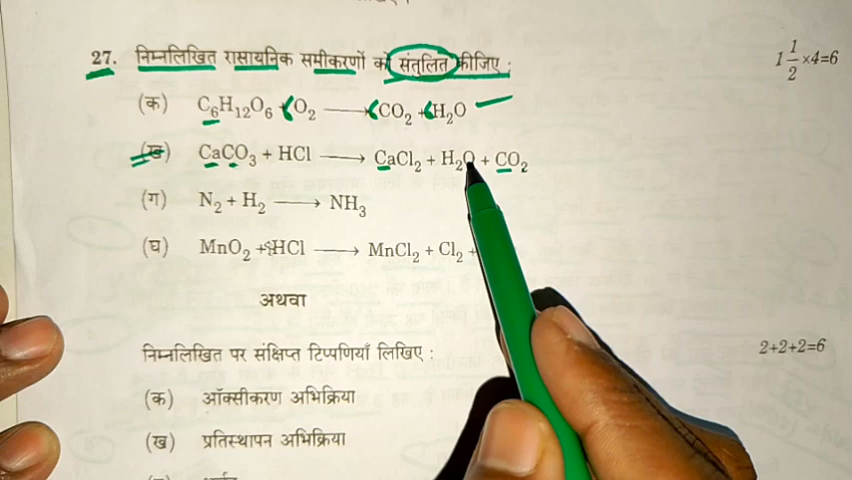 27. निम्नलिखित रासायनिक समीकरणों को संतुलित कीजिए : 1 1/2 ×4=6
(क) C6H12O6 + O2 ⟶ CO2 + H2O
(ख) CaCO3 + HCl ⟶ CaCl2 + H2O + CO2
(ग) N2 + H2 ⟶ NH3
(घ) MnO2 + HCl ⟶ MnCl2 + Cl2 +
अथवा
निम्नलिखित पर संक्षिप्त टिप्पणियाँ लिखिए : 2+2+2=6
(क) ऑक्सीकरण अभिक्रिया
(ख) प्रतिस्थापन अभिक्रिया